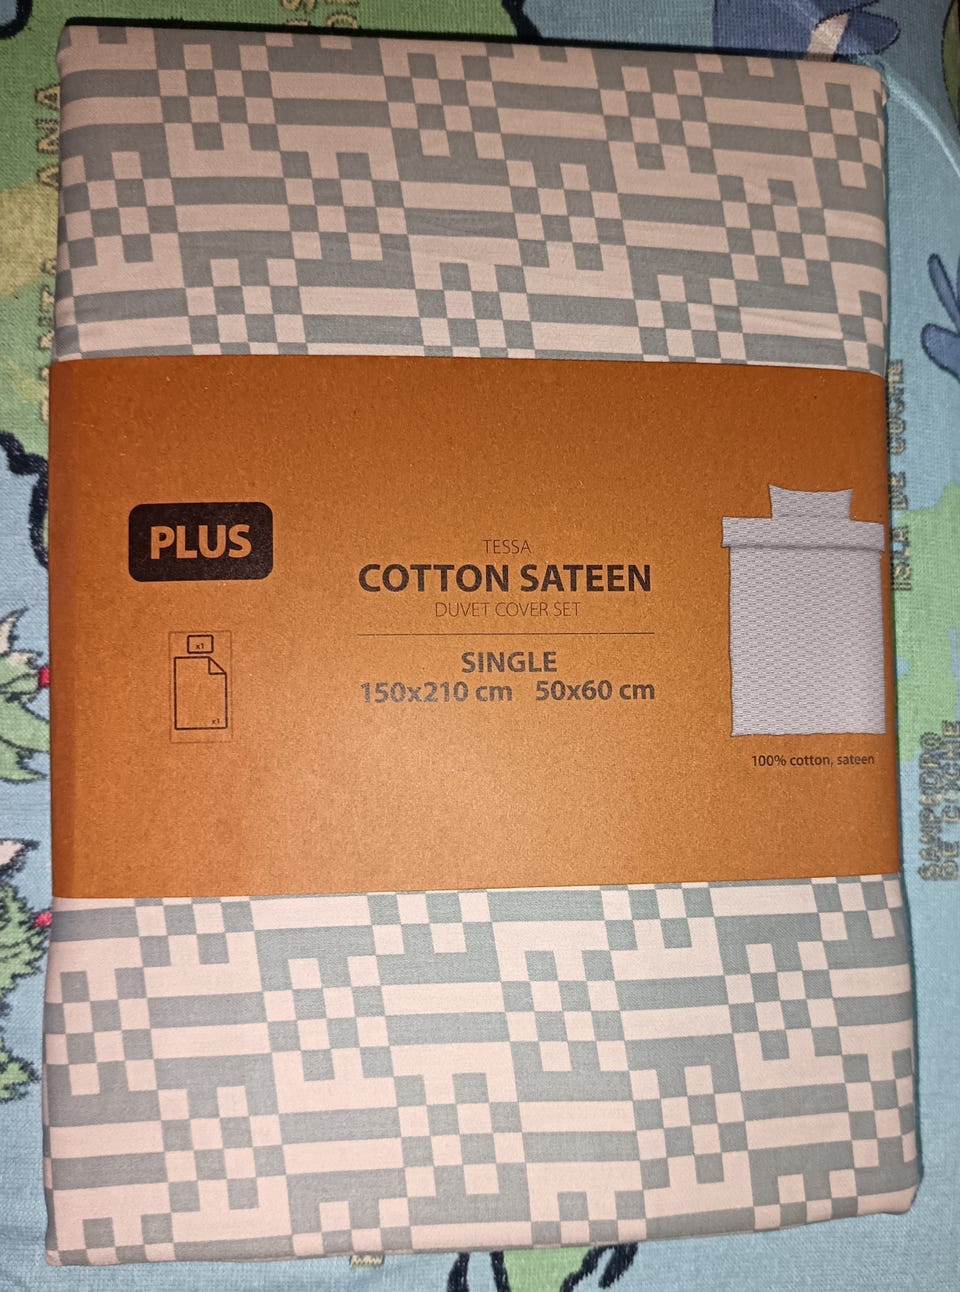 PLUS
TESSA
COTTON SATEEN
DUVET COVER SET
SINGLE
150x210 cm 50x60 cm
x1
x1
100% cotton, sateen
ISLA DE COCHE